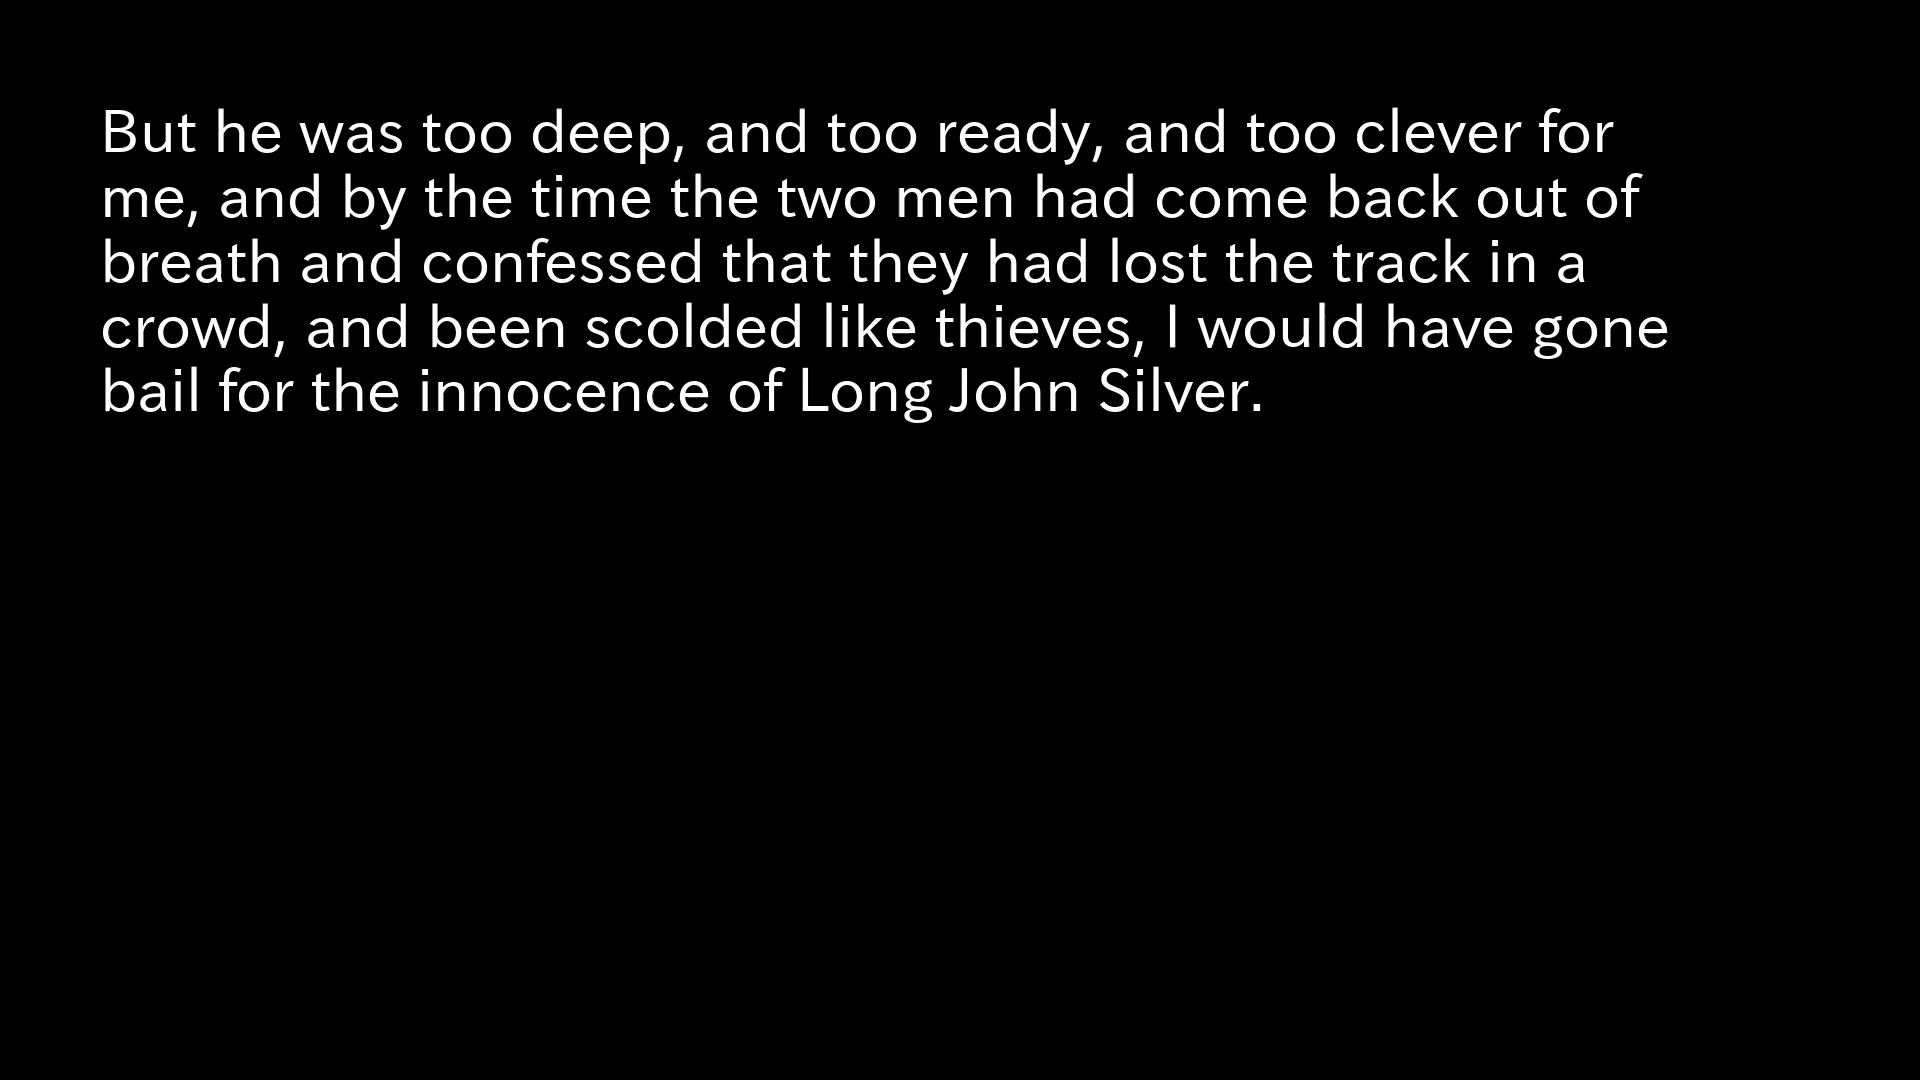 But he was too deep, and too ready, and too clever for
me, and by the time the two men had come back out of
breath and confessed that they had lost the track in a
crowd, and been scolded like thieves, I would have gone
bail for the innocence of Long John Silver.